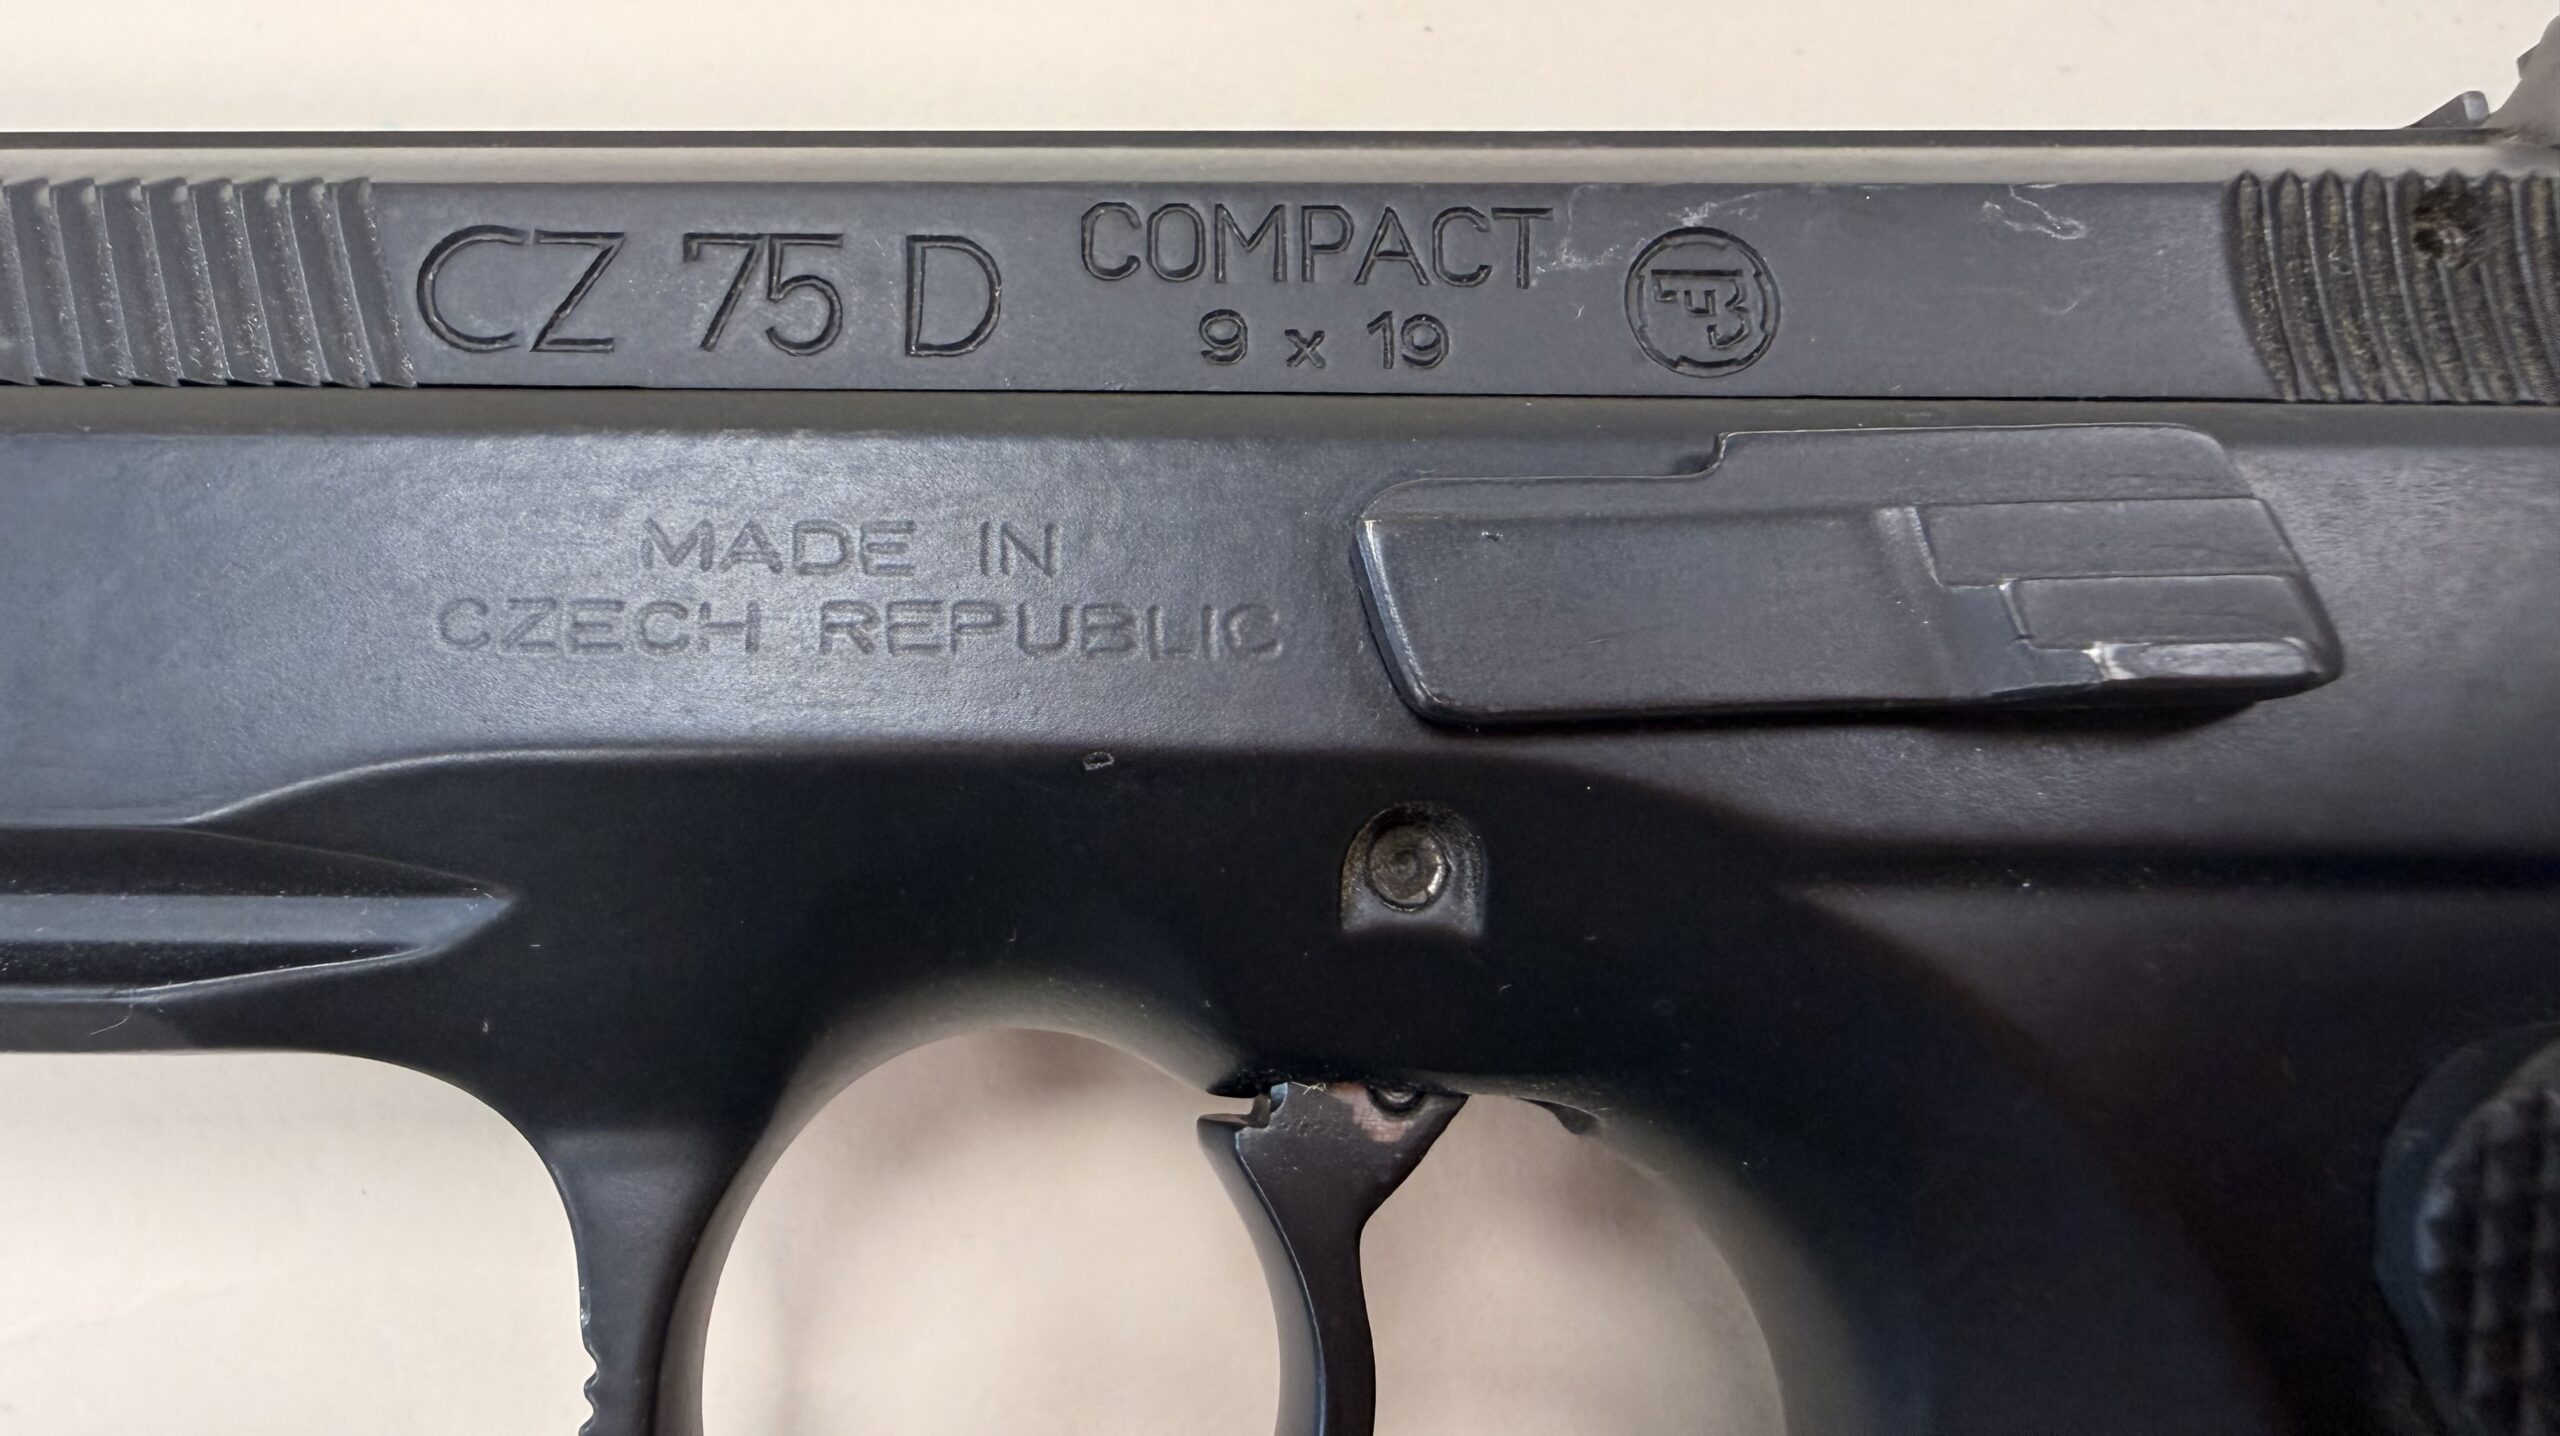 CZ 75 D COMPACT
9 x 19
MADE IN
CZECH REPUBLIC